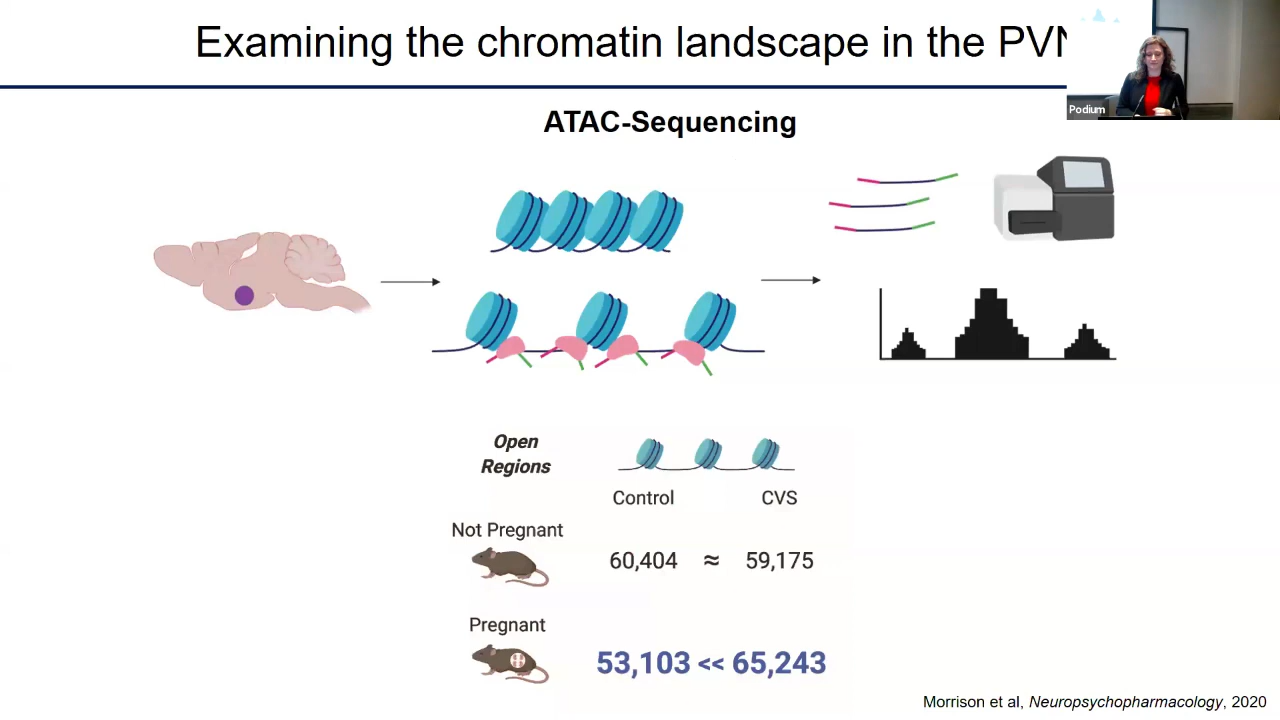 Examining the chromatin landscape in the PVN
Podium
ATAC-Sequencing
Open
Regions
Control CVS
Not Pregnant
60,404 ≈ 59,175
Pregnant
53,103 << 65,243
Morrison et al, Neuropsychopharmacology, 2020